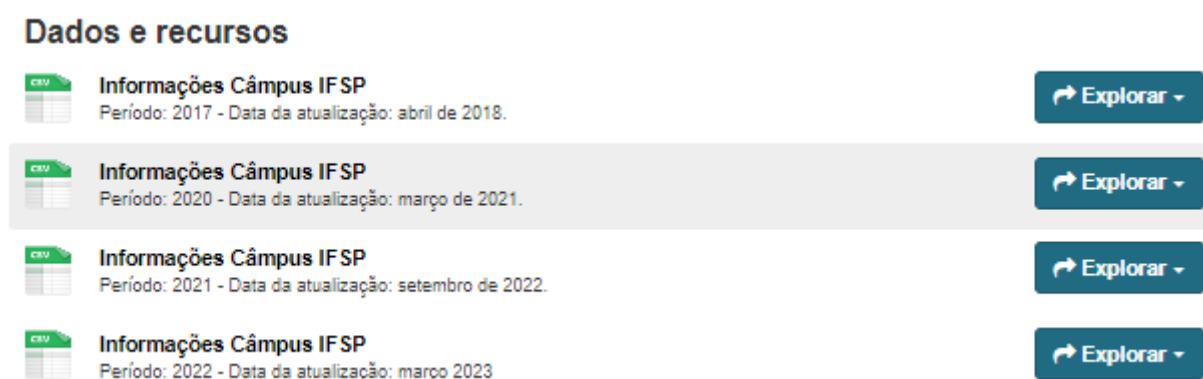 Dados e recursos
CSV
Informações Câmpus IFSP
Período: 2017 - Data da atualização: abril de 2018.
Explorar
CSV
Informações Câmpus IFSP
Período: 2020 - Data da atualização: março de 2021.
Explorar
CSV
Informações Câmpus IFSP
Período: 2021 - Data da atualização: setembro de 2022.
Explorar
CSV
Informações Câmpus IFSP
Período: 2022 - Data da atualização: março 2023
Explorar